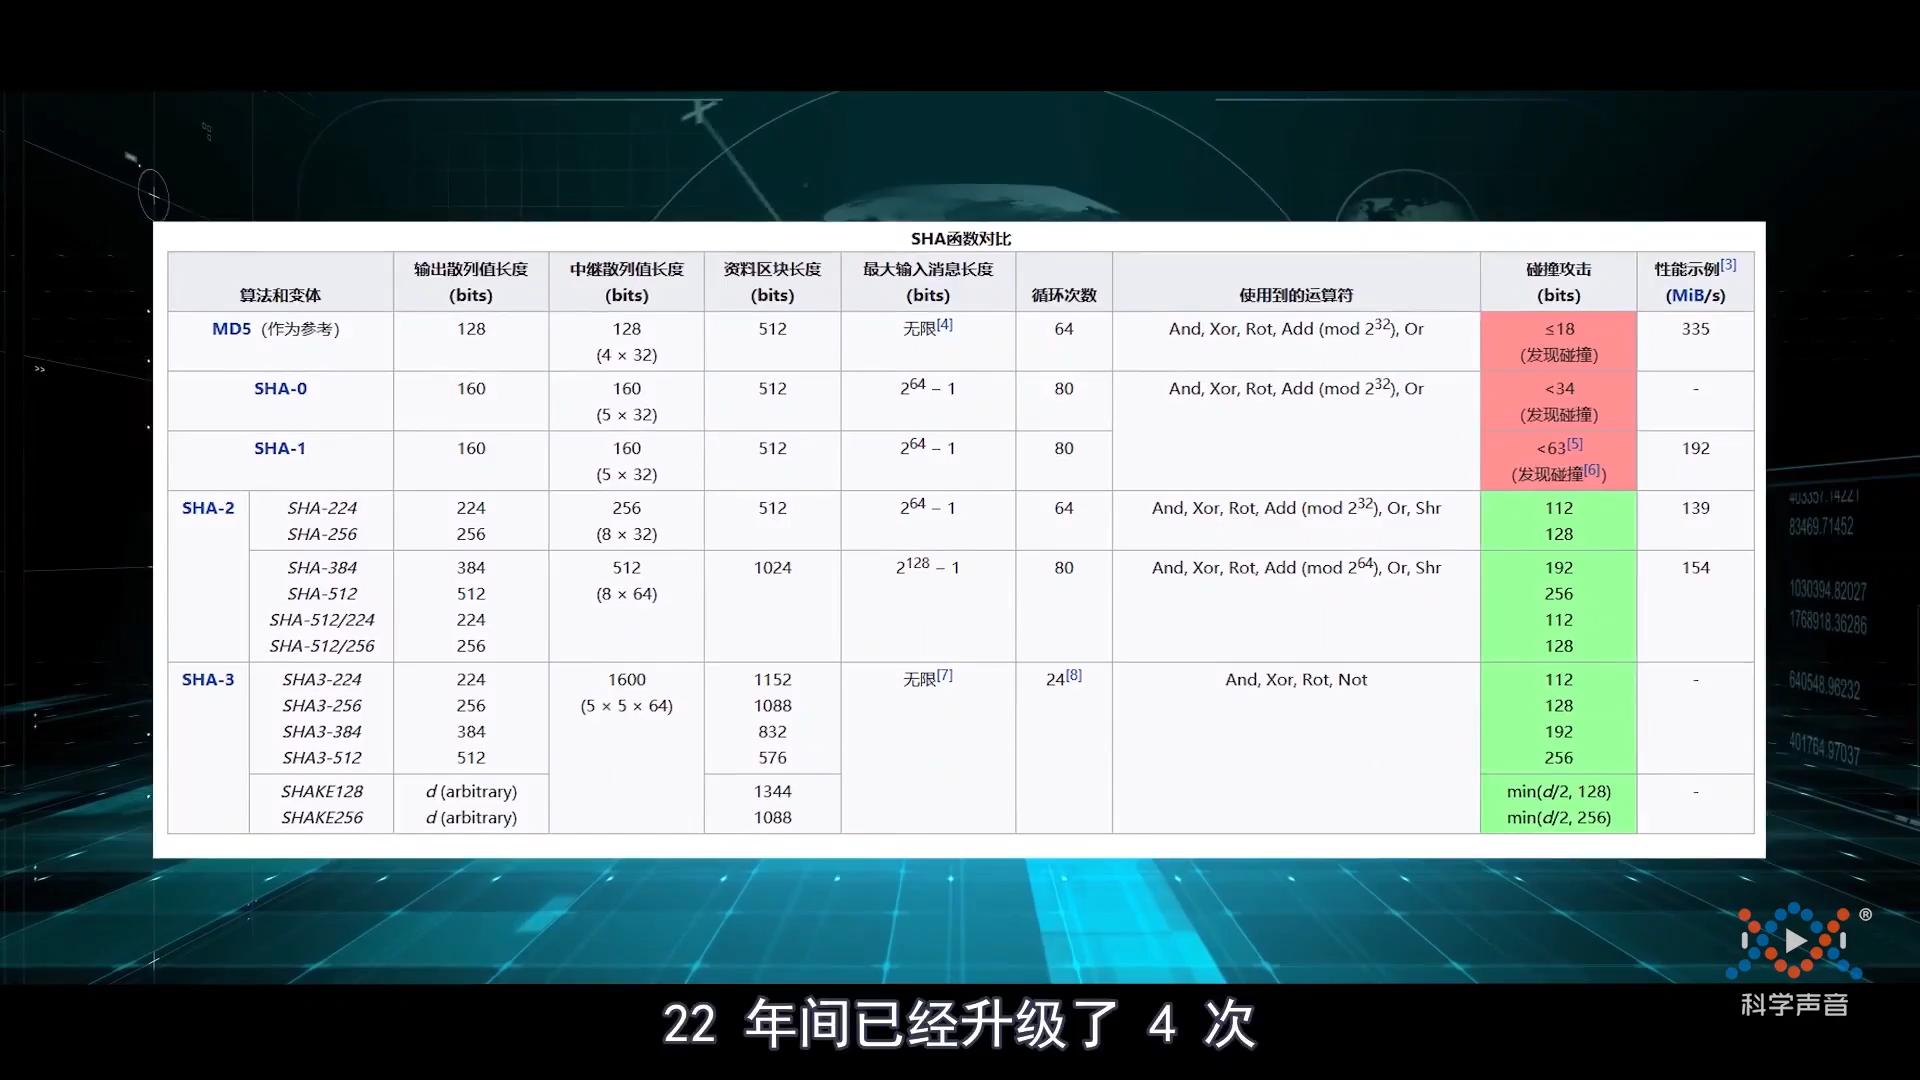 SHA函数对比
算法和变体 输出散列值长度 (bits) 中继散列值长度 (bits) 资料区块长度 (bits) 最大输入消息长度 (bits) 循环次数 使用到的运算符 碰撞攻击 (bits) 性能示例[3] (MiB/s)
MD5 (作为参考) 128 128 (4 × 32) 512 无限[4] 64 And, Xor, Rot, Add (mod 2^32), Or ≤18 (发现碰撞) 335
SHA-0 160 160 (5 × 32) 512 2^64 − 1 80 And, Xor, Rot, Add (mod 2^32), Or <34 (发现碰撞) -
SHA-1 160 160 (5 × 32) 512 2^64 − 1 80 <63[5] (发现碰撞[6]) 192
SHA-2 SHA-224 224 256 512 2^64 − 1 64 And, Xor, Rot, Add (mod 2^32), Or, Shr 112 139
SHA-256 256 (8 × 32) 128
SHA-384 384 512 1024 2^128 − 1 80 And, Xor, Rot, Add (mod 2^64), Or, Shr 192 154
SHA-512 512 (8 × 64) 256
SHA-512/224 224 112
SHA-512/256 256 128
SHA-3 SHA3-224 224 1600 1152 无限[7] 24[8] And, Xor, Rot, Not 112 -
SHA3-256 256 (5 × 5 × 64) 1088 128
SHA3-384 384 832 192
SHA3-512 512 576 256
SHAKE128 d (arbitrary) 1344 min(d/2, 128) -
SHAKE256 d (arbitrary) 1088 min(d/2, 256)
>>
83469.71452
1030394.82027
1768918.36286
640548.96232
401764.97037
®
科学声音
22 年间已经升级了 4 次